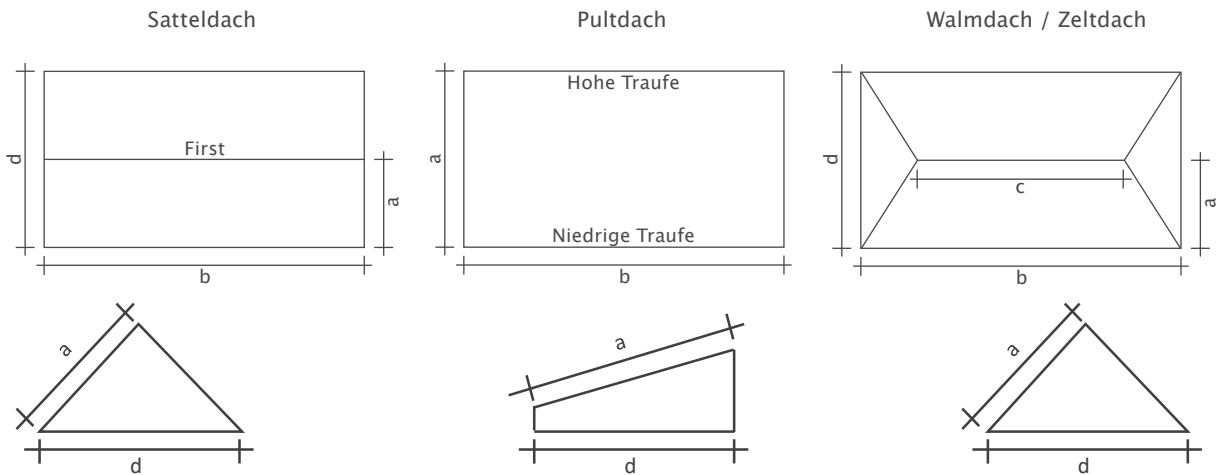 Satteldach
Pultdach
Walmdach / Zeltdach
d
First
a
b
a
Hohe Traufe
Niedrige Traufe
b
d
c
a
b
a
d
a
d
a
d